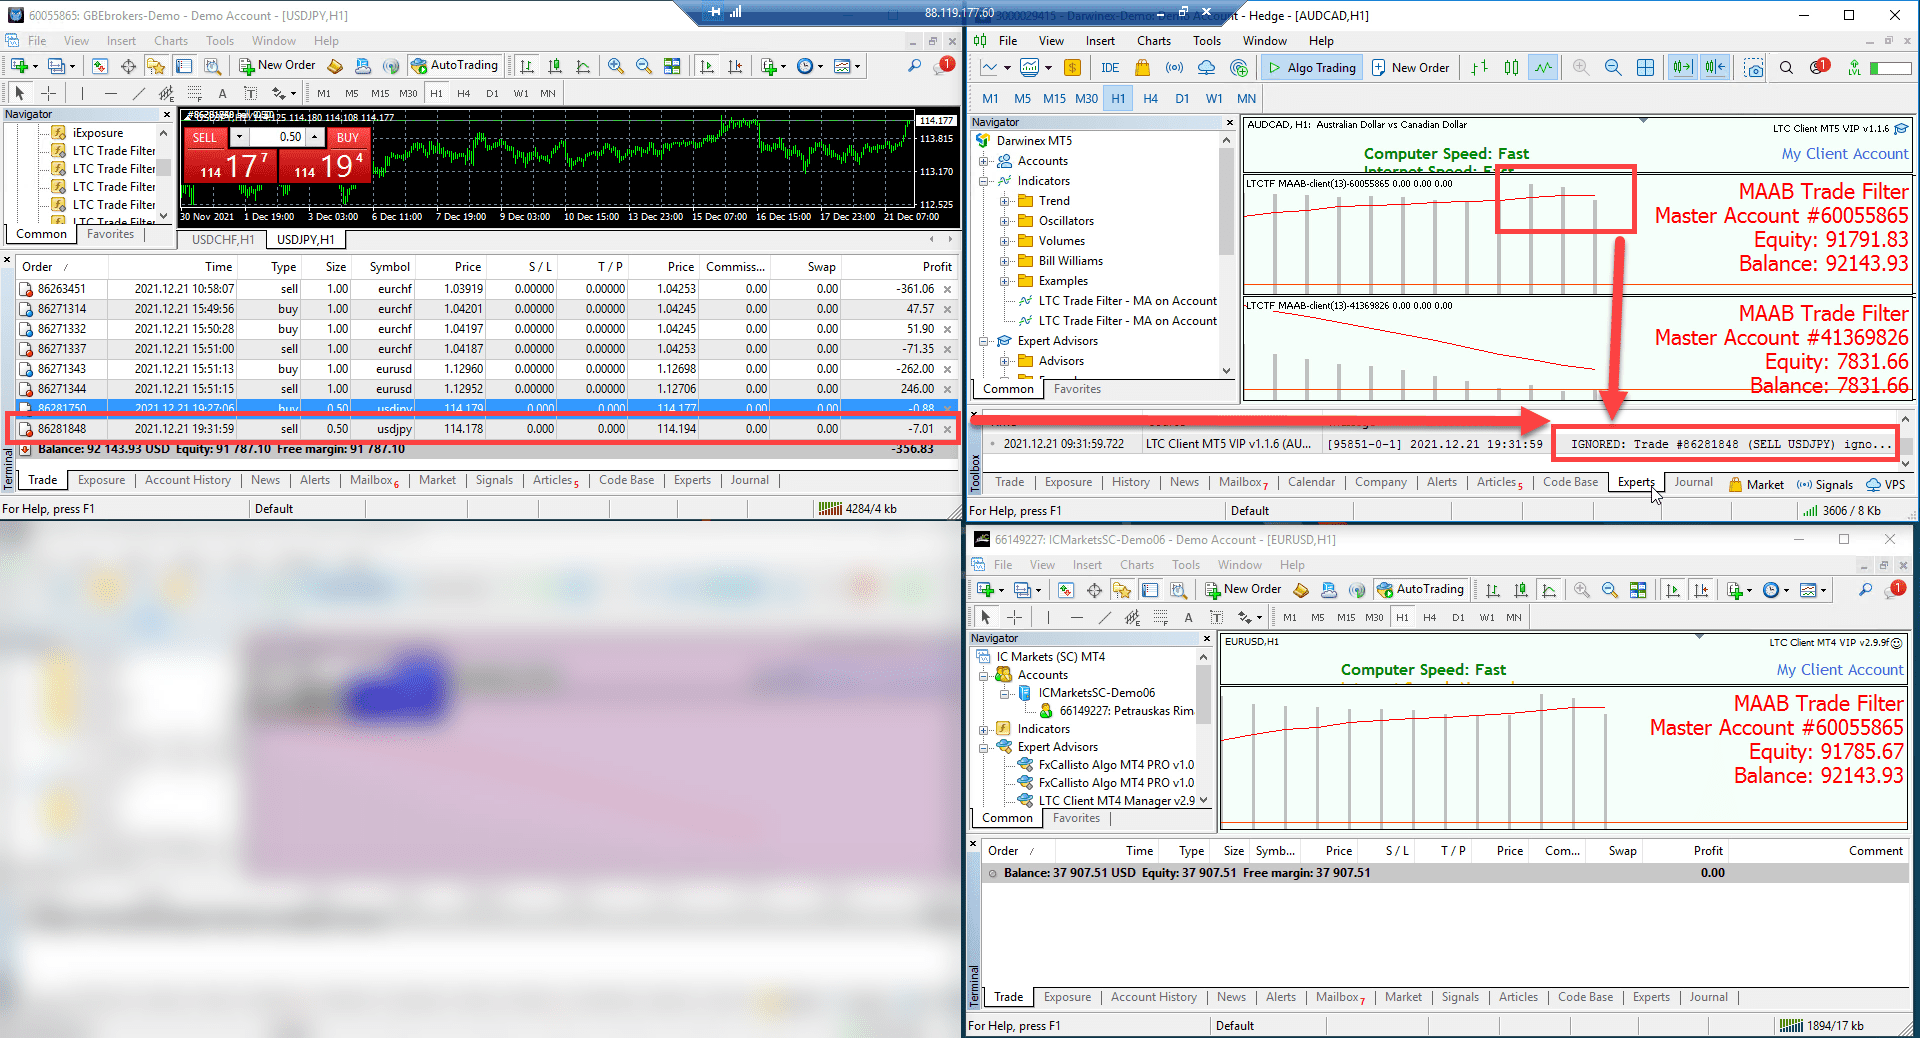 60055865: GBEbrokers-Demo - Demo Account - [USDJPY,H1]
88.119.177.60
File View Insert Charts Tools Window Help
New Order AutoTrading
M1 M5 M15 M30 H1 H4 D1 W1 MN
Navigator
iExposure
LTC Trade Filter
LTC Trade Filter
LTC Trade Filter
LTC Trade Filter
LTC Trade Filter
Common Favorites
SELL 0.50 BUY
114 17 7 114 19 4
114.177
113.815
113.170
112.525
30 Nov 2021 1 Dec 19:00 3 Dec 03:00 6 Dec 11:00 7 Dec 19:00 9 Dec 03:00 10 Dec 15:00 13 Dec 23:00 15 Dec 07:00 16 Dec 15:00 17 Dec 23:00 21 Dec 07:00
USDCHF,H1 USDJPY,H1
Order / Time Type Size Symbol Price S / L T / P Price Commiss... Swap Profit
86263451 2021.12.21 10:58:07 sell 1.00 eurchf 1.03919 0.00000 0.00000 1.04253 0.00 0.00 -361.06
86271314 2021.12.21 15:49:56 buy 1.00 eurchf 1.04201 0.00000 0.00000 1.04245 0.00 0.00 47.57
86271332 2021.12.21 15:50:28 buy 1.00 eurchf 1.04197 0.00000 0.00000 1.04245 0.00 0.00 51.90
86271337 2021.12.21 15:51:00 sell 1.00 eurchf 1.04187 0.00000 0.00000 1.04253 0.00 0.00 -71.35
86271343 2021.12.21 15:51:13 buy 1.00 eurusd 1.12960 0.00000 0.00000 1.12698 0.00 0.00 -262.00
86271344 2021.12.21 15:51:15 sell 1.00 eurusd 1.12952 0.00000 0.00000 1.12706 0.00 0.00 246.00
86281750 2021.12.21 19:27:06 buy 0.50 usdjpy 114.179 0.000 0.000 114.177 0.00 0.00 -0.88
86281848 2021.12.21 19:31:59 sell 0.50 usdjpy 114.178 0.000 0.000 114.194 0.00 0.00 -7.01
Balance: 92 143.93 USD Equity: 91 787.10 Free margin: 91 787.10 -356.83
Terminal
Trade Exposure Account History News Alerts Mailbox 6 Market Signals Articles 5 Code Base Experts Journal
For Help, press F1 Default 4284/4 kb
3000029415 - Darwinex-Demo: Demo Account - Hedge - [AUDCAD,H1]
File View Insert Charts Tools Window Help
IDE Algo Trading New Order LVL
M1 M5 M15 M30 H1 H4 D1 W1 MN
Navigator
Darwinex MT5
Accounts
Indicators
Trend
Oscillators
Volumes
Bill Williams
Examples
LTC Trade Filter - MA on Account
LTC Trade Filter - MA on Account
Expert Advisors
Advisors
Common Favorites
AUDCAD, H1: Australian Dollar vs Canadian Dollar
LTC Client MT5 VIP v1.1.6
Computer Speed: Fast
My Client Account
LTCTF MAAB-client(13)-60055865 0.00 0.00 0.00
MAAB Trade Filter
Master Account #60055865
Equity: 91791.83
Balance: 92143.93
LTCTF MAAB-client(13)-41369826 0.00 0.00 0.00
MAAB Trade Filter
Master Account #41369826
Equity: 7831.66
Balance: 7831.66
2021.12.21 09:31:59.722 LTC Client MT5 VIP v1.1.6 (AU... [95851-0-1] 2021.12.21 19:31:59 IGNORED: Trade #86281848 (SELL USDJPY) igno...
Toolbox
Trade Exposure History News Mailbox 7 Calendar Company Alerts Articles 5 Code Base Experts Journal Market Signals VPS
For Help, press F1 Default 3606 / 8 Kb
66149227: ICMarketsSC-Demo06 - Demo Account - [EURUSD,H1]
File View Insert Charts Tools Window Help
New Order AutoTrading
M1 M5 M15 M30 H1 H4 D1 W1 MN
Navigator
IC Markets (SC) MT4
Accounts
ICMarketsSC-Demo06
66149227: Petrauskas Rim
Indicators
Expert Advisors
FxCallisto Algo MT4 PRO v1.0
FxCallisto Algo MT4 PRO v1.0
LTC Client MT4 Manager v2.9
Common Favorites
EURUSD,H1
LTC Client MT4 VIP v2.9.9f
Computer Speed: Fast
My Client Account
MAAB Trade Filter
Master Account #60055865
Equity: 91785.67
Balance: 92143.93
Order / Time Type Size Symb... Price S / L T / P Price Com... Swap Profit Comment
Balance: 37 907.51 USD Equity: 37 907.51 Free margin: 37 907.51 0.00
Terminal
Trade Exposure Account History News Alerts Mailbox 7 Market Signals Articles Code Base Experts Journal
For Help, press F1 Default 1894/17 kb